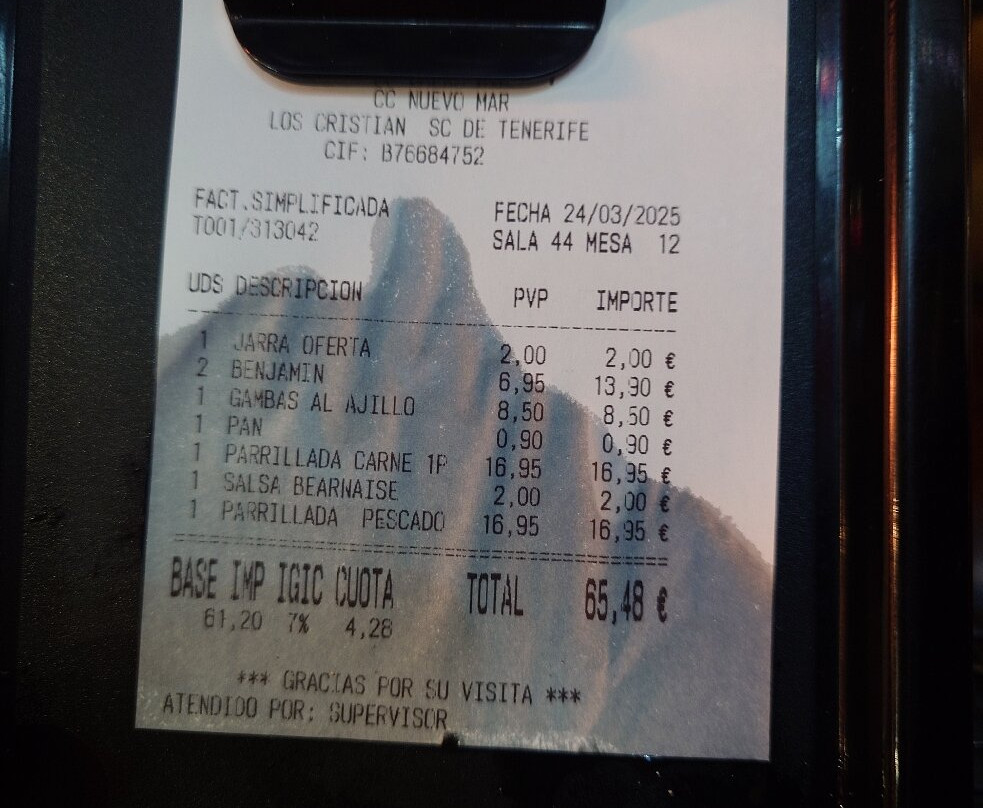 CC NUEVO MAR
LOS CRISTIAN SC DE TENERIFE
CIF: B76684752
FACT.SIMPLIFICADA FECHA 24/03/2025
T001/313042 SALA 44 MESA 12
UDS DESCRIPCION PVP IMPORTE
1 JARRA OFERTA 2,00 2,00 €
2 BENJAMIN 6,95 13,90 €
1 GAMBAS AL AJILLO 8,50 8,50 €
1 PAN 0,90 0,90 €
1 PARRILLADA CARNE 1P 16,95 16,95 €
1 SALSA BEARNAISE 2,00 2,00 €
1 PARRILLADA PESCADO 16,95 16,95 €
BASE IMP IGIC CUOTA TOTAL 65,48 €
61,20 7% 4,28
*** GRACIAS POR SU VISITA ***
ATENDIDO POR: SUPERVISOR